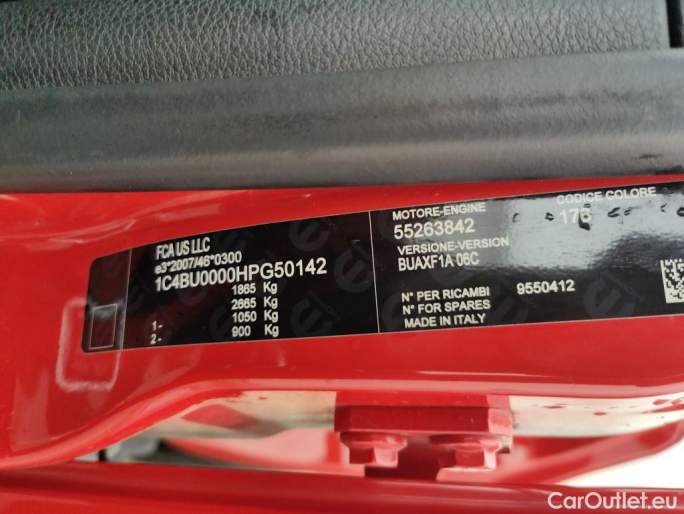 FCA US LLC
e3*2007/46*0300
1C4BU0000HPG50142
1865 Kg
2665 Kg
1- 1050 Kg
2- 900 Kg
MOTORE-ENGINE
55263842
VERSIONE-VERSION
BUAXF1A 06C
CODICE COLORE
176
N° PER RICAMBI
N° FOR SPARES
9550412
MADE IN ITALY
CarOutlet.eu